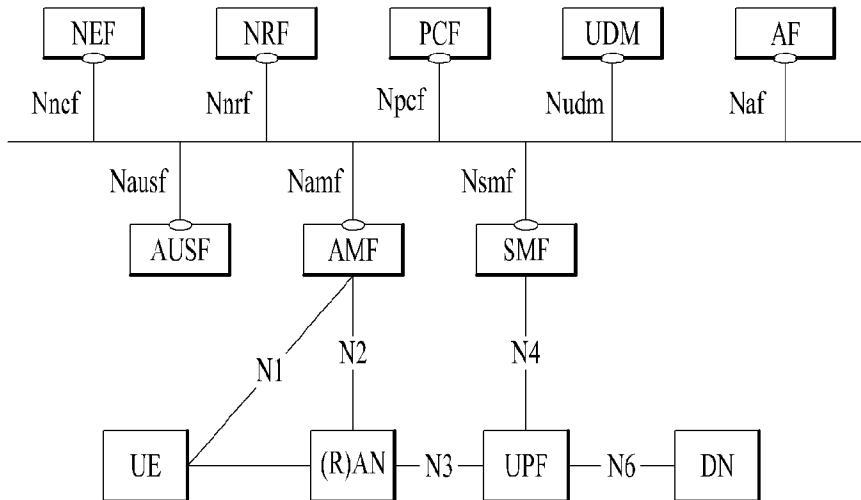 NEF NRF PCF UDM AF
Nnef Nnrf Npcf Nudm Naf
Nausf Namf Nsmf
AUSF AMF SMF
N1 N2 N4
UE (R)AN N3 UPF N6 DN